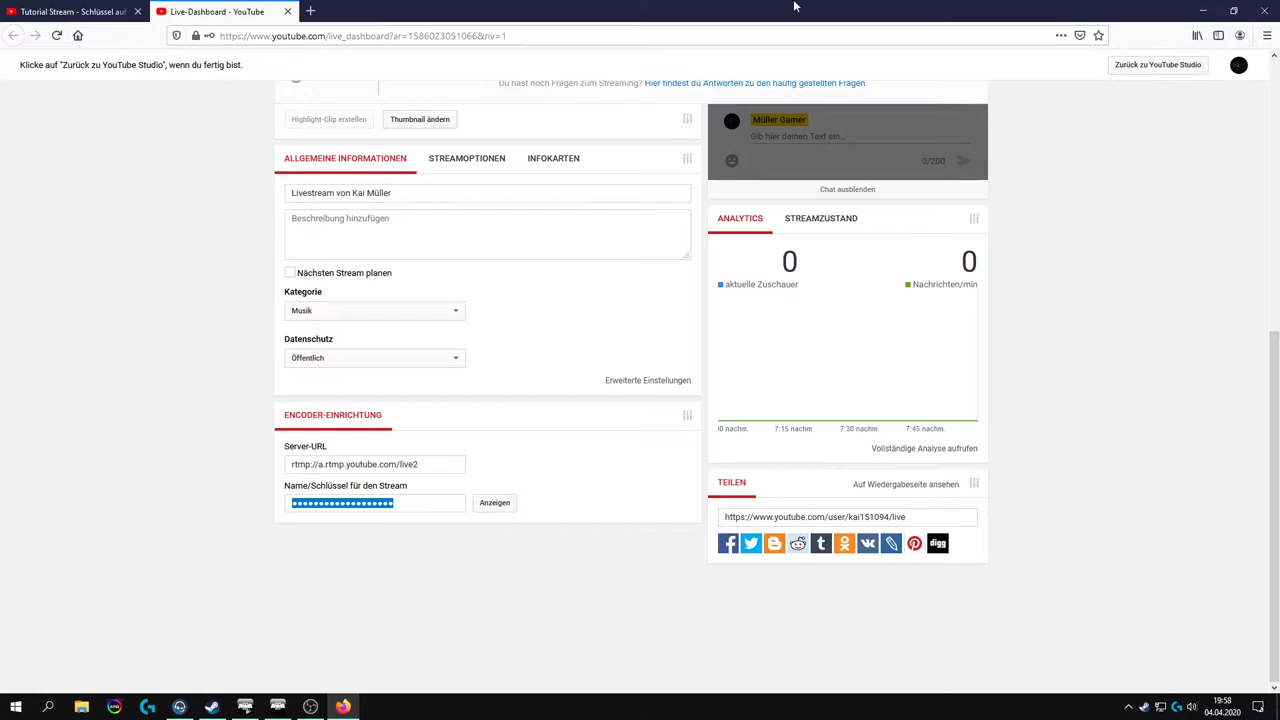 Tutorial Stream - Schlüssel auf
Live-Dashboard - YouTube
https://www.youtube.com/live_dashboard?ar=1586023051066&nv=1
Klicke auf "Zurück zu YouTube Studio", wenn du fertig bist.
Zurück zu YouTube Studio
Du hast noch Fragen zum Streaming? Hier findest du Antworten zu den häufig gestellten Fragen.
Highlight-Clip erstellen
Thumbnail ändern
Müller Gamer
Gib hier deinen Text ein...
0/200
Chat ausblenden
ALLGEMEINE INFORMATIONEN
STREAMOPTIONEN
INFOKARTEN
Livestream von Kai Müller
Beschreibung hinzufügen
Nächsten Stream planen
Kategorie
Musik
Datenschutz
Öffentlich
Erweiterte Einstellungen
ENCODER-EINRICHTUNG
Server-URL
rtmp://a.rtmp.youtube.com/live2
Name/Schlüssel für den Stream
Anzeigen
ANALYTICS
STREAMZUSTAND
0
0
aktuelle Zuschauer
Nachrichten/min
0 nachm.
7:15 nachm.
7:30 nachm.
7:45 nachm.
Vollständige Analyse aufrufen
TEILEN
Auf Wiedergabeseite ansehen
https://www.youtube.com/user/kai151094/live
digg
19:58
04.04.2020